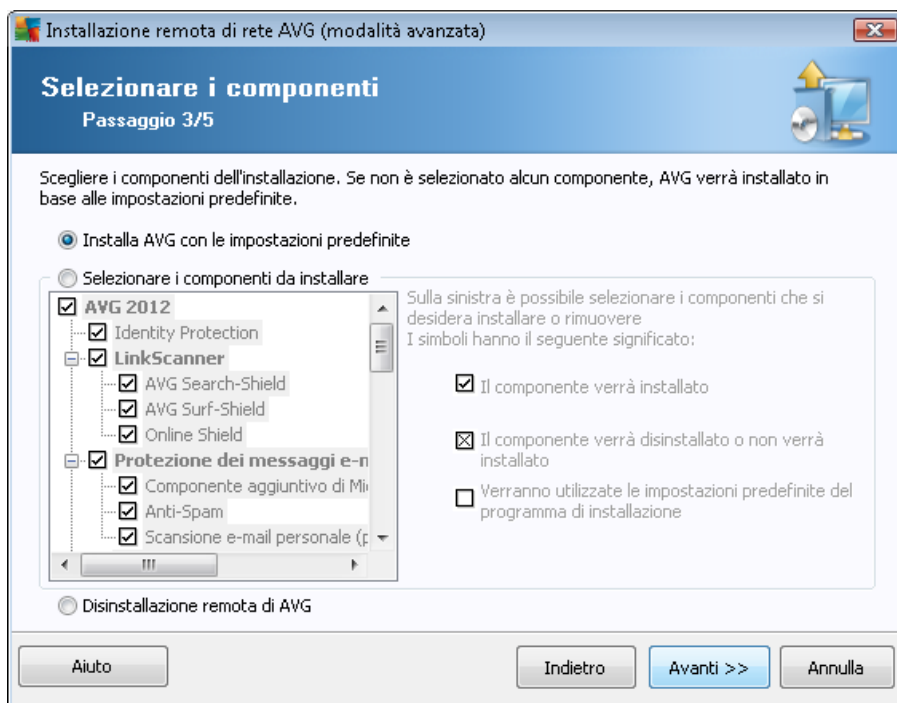 Installazione remota di rete AVG (modalità avanzata)
Selezionare i componenti
Passaggio 3/5
Scegliere i componenti dell'installazione. Se non è selezionato alcun componente, AVG verrà installato in
base alle impostazioni predefinite.
Installa AVG con le impostazioni predefinite
Selezionare i componenti da installare
AVG 2012
Identity Protection
LinkScanner
AVG Search-Shield
AVG Surf-Shield
Online Shield
Protezione dei messaggi e-m
Componente aggiuntivo di Mi
Anti-Spam
Scansione e-mail personale (p
Sulla sinistra è possibile selezionare i componenti che si
desidera installare o rimuovere
I simboli hanno il seguente significato:
Il componente verrà installato
Il componente verrà disinstallato o non verrà
installato
Verranno utilizzate le impostazioni predefinite del
programma di installazione
Disinstallazione remota di AVG
Aiuto
Indietro
Avanti >>
Annulla